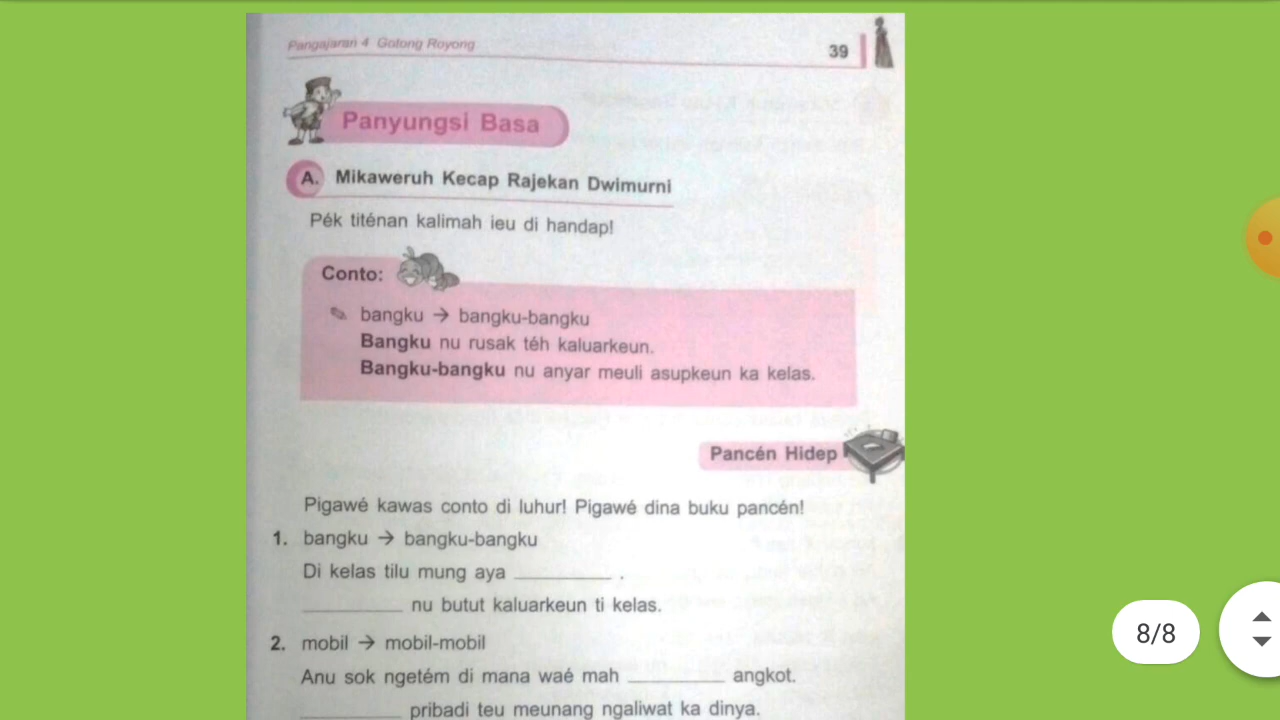 Pangajaran 4 Gotong Royong
39
Panyungsi Basa
A. Mikaweruh Kecap Rajekan Dwimurni
Pék titénan kalimah ieu di handap!
Conto:
✎ bangku → bangku-bangku
Bangku nu rusak téh kaluarkeun.
Bangku-bangku nu anyar meuli asupkeun ka kelas.
Pancén Hidep
Pigawé kawas conto di luhur! Pigawé dina buku pancén!
1. bangku → bangku-bangku
Di kelas tilu mung aya __________ .
__________ nu butut kaluarkeun ti kelas.
2. mobil → mobil-mobil
Anu sok ngetém di mana waé mah __________ angkot.
__________ pribadi teu meunang ngaliwat ka dinya.
8/8